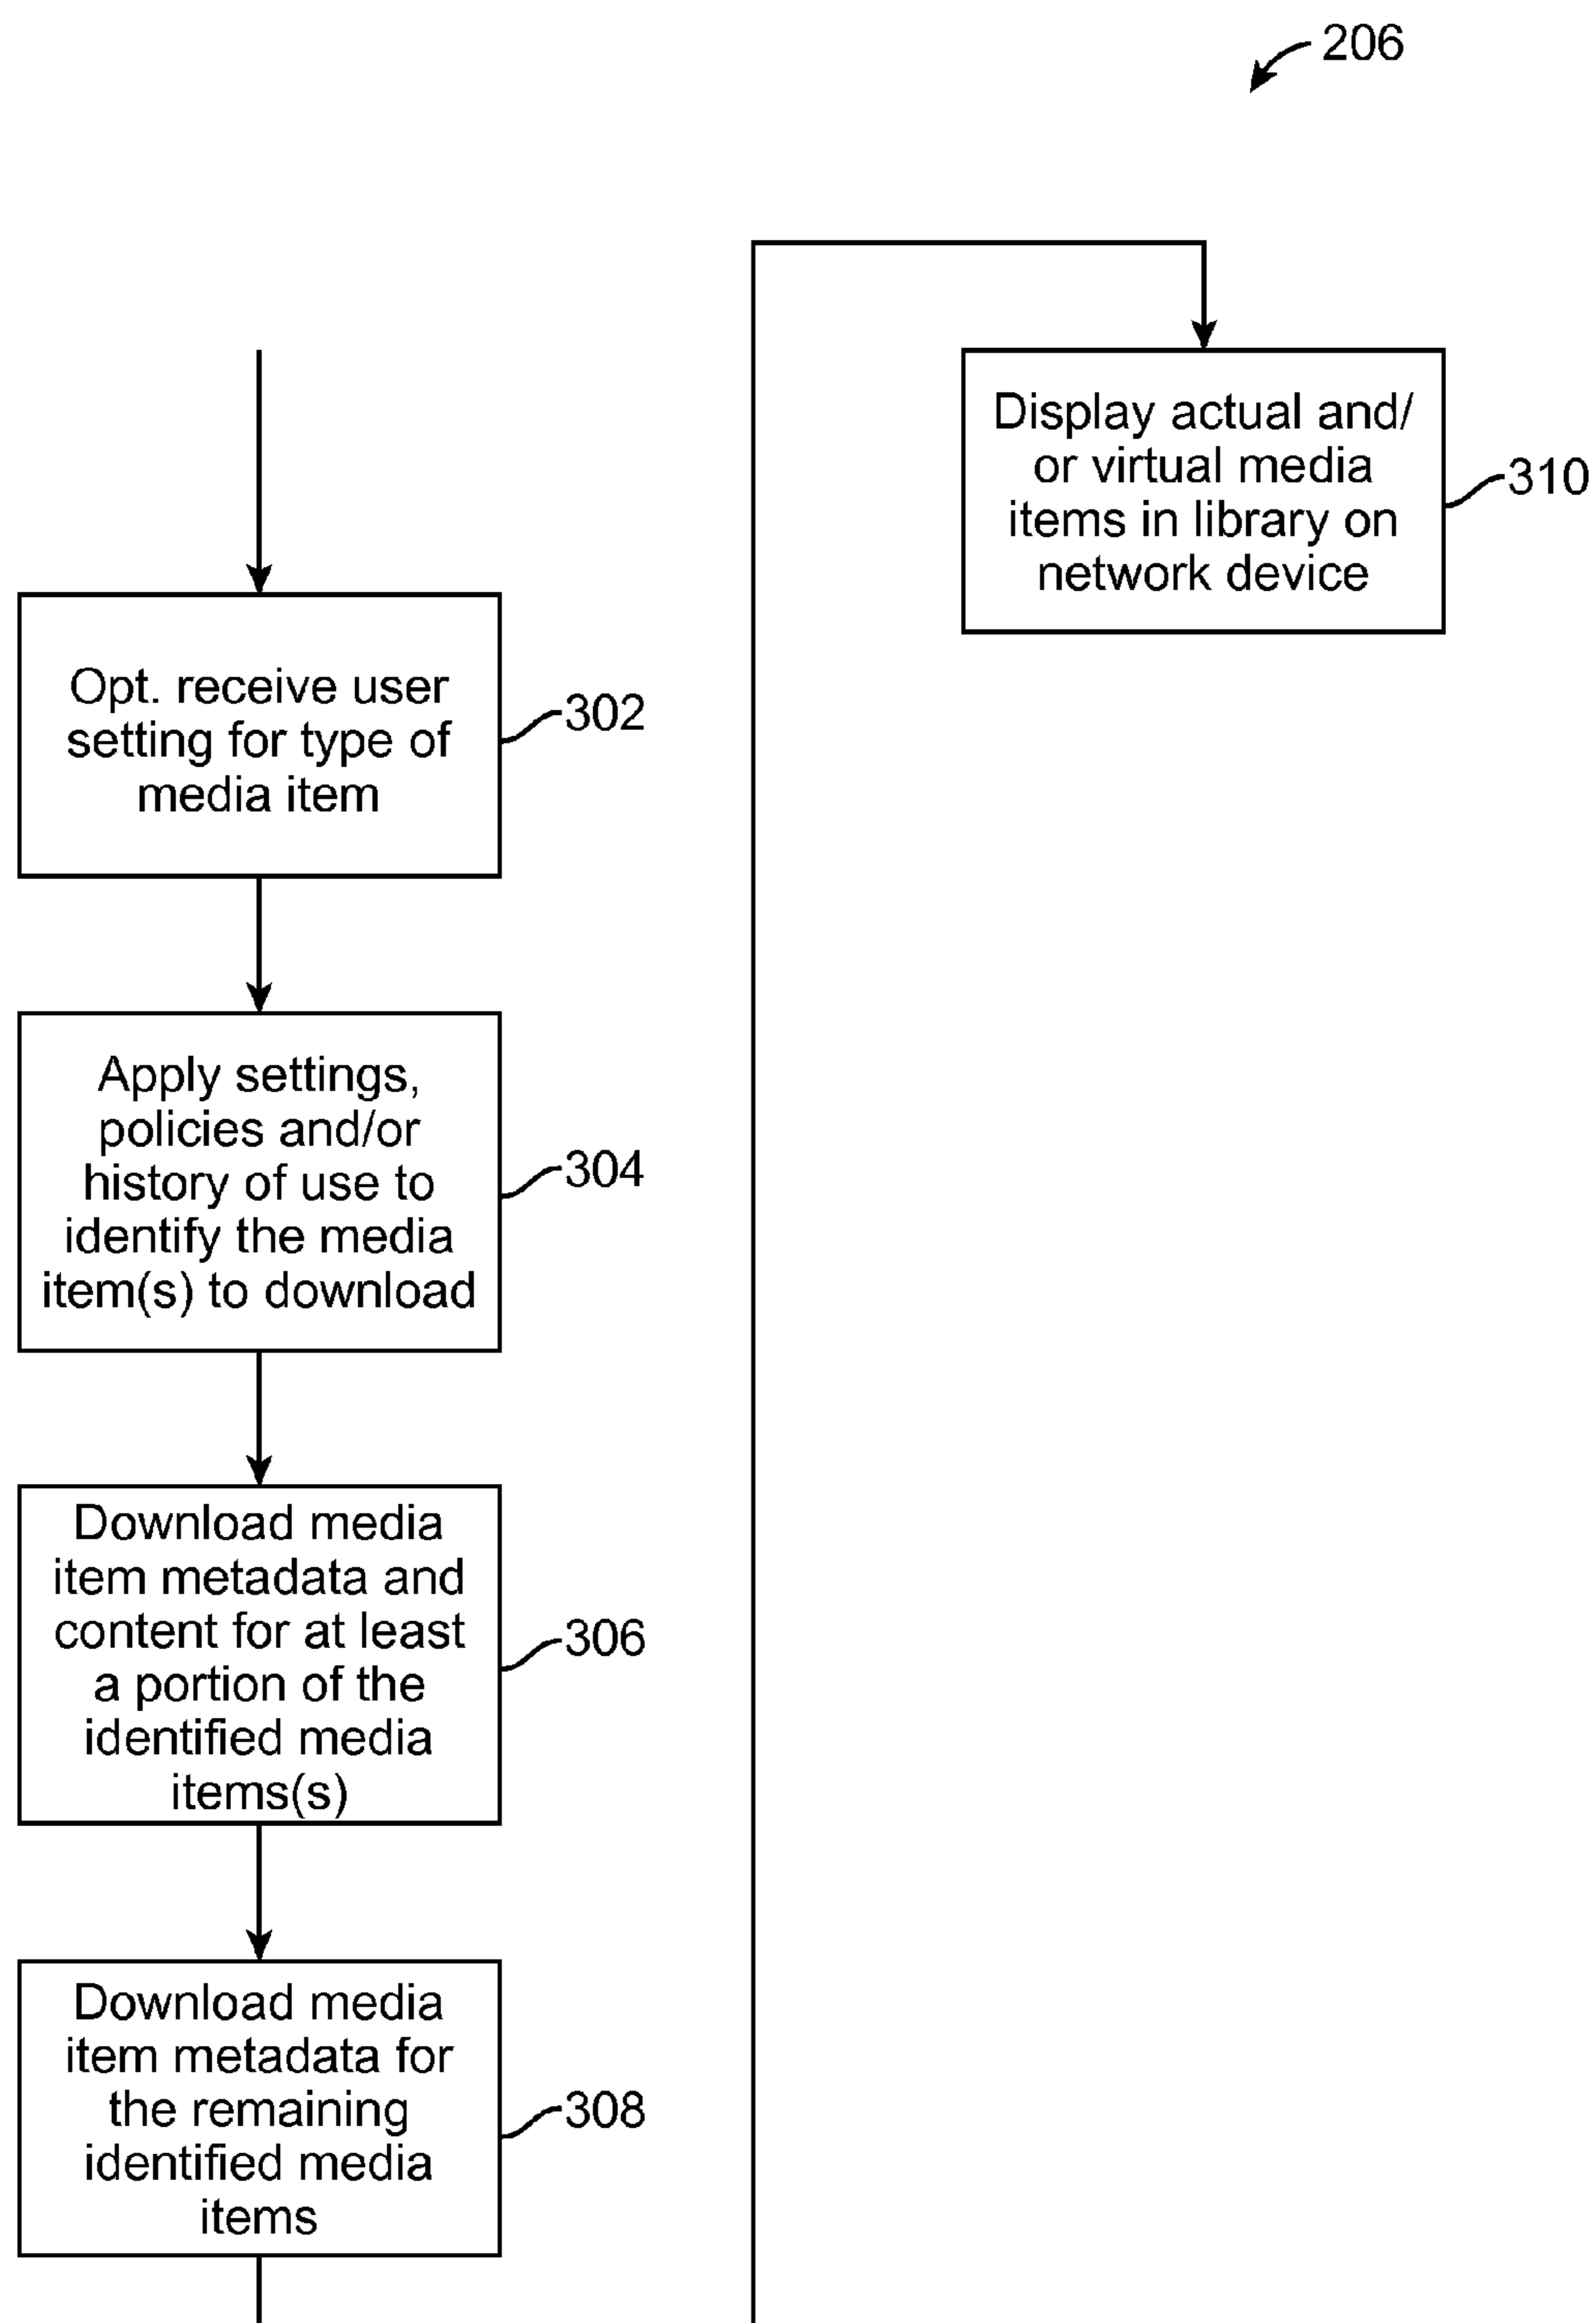 206
Opt. receive user
setting for type of
media item
302
Apply settings,
policies and/or
history of use to
identify the media
item(s) to download
304
Download media
item metadata and
content for at least
a portion of the
identified media
items(s)
306
Download media
item metadata for
the remaining
identified media
items
308
Display actual and/
or virtual media
items in library on
network device
310